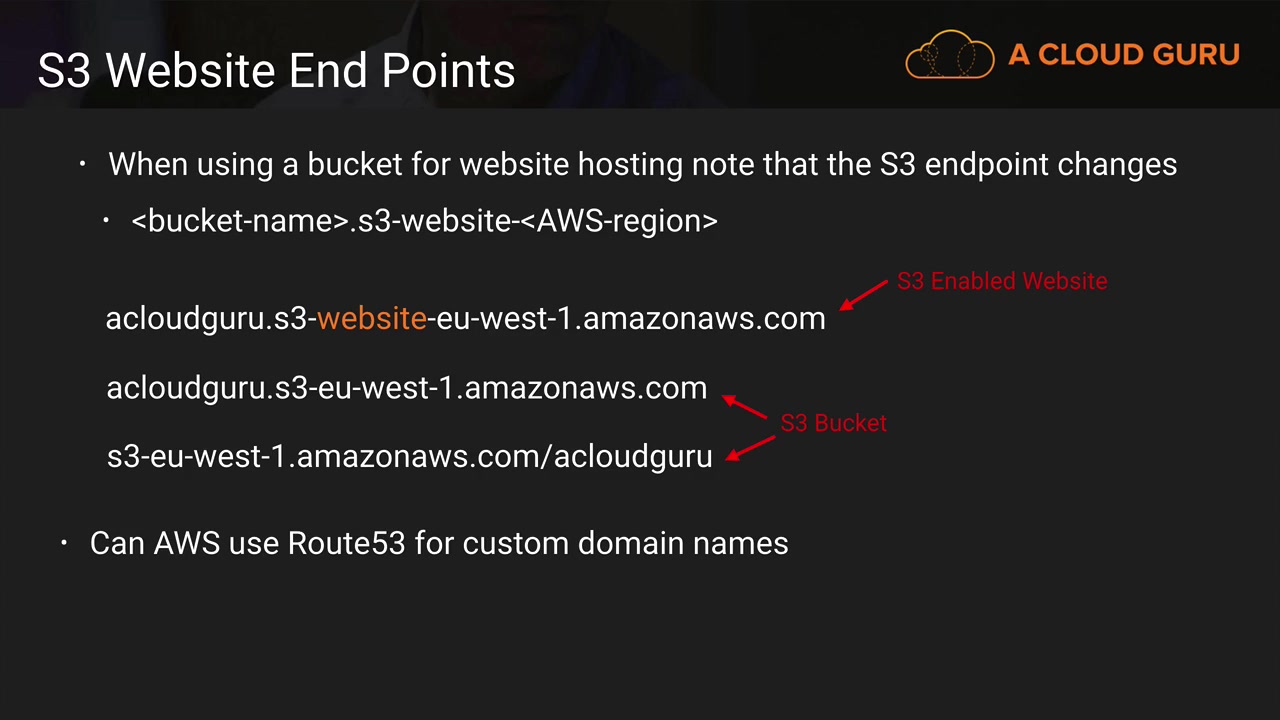 S3 Website End Points
A CLOUD GURU
• When using a bucket for website hosting note that the S3 endpoint changes
• <bucket-name>.s3-website-<AWS-region>
S3 Enabled Website
acloudguru.s3-website-eu-west-1.amazonaws.com
acloudguru.s3-eu-west-1.amazonaws.com
S3 Bucket
s3-eu-west-1.amazonaws.com/acloudguru
• Can AWS use Route53 for custom domain names